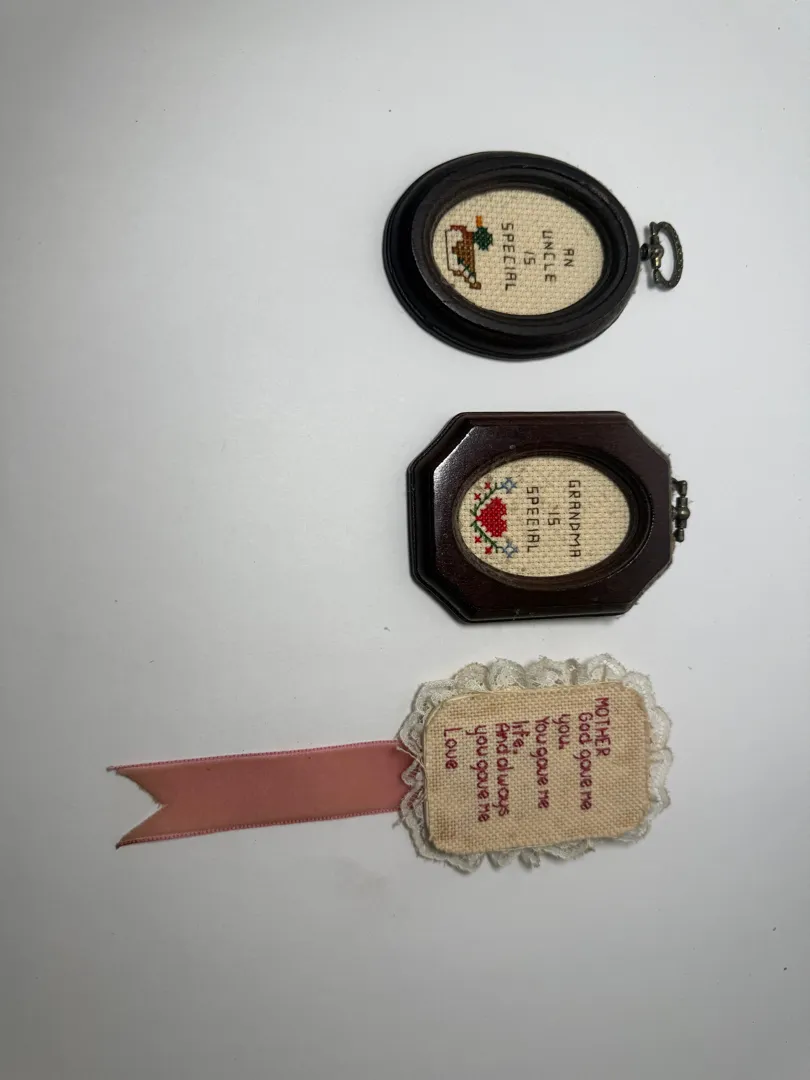 AN
UNCLE
IS
SPECIAL
GRANDMA
IS
SPECIAL
MOTHER
God gave me
you.
You gave me
life.
And always
you gave me
Love